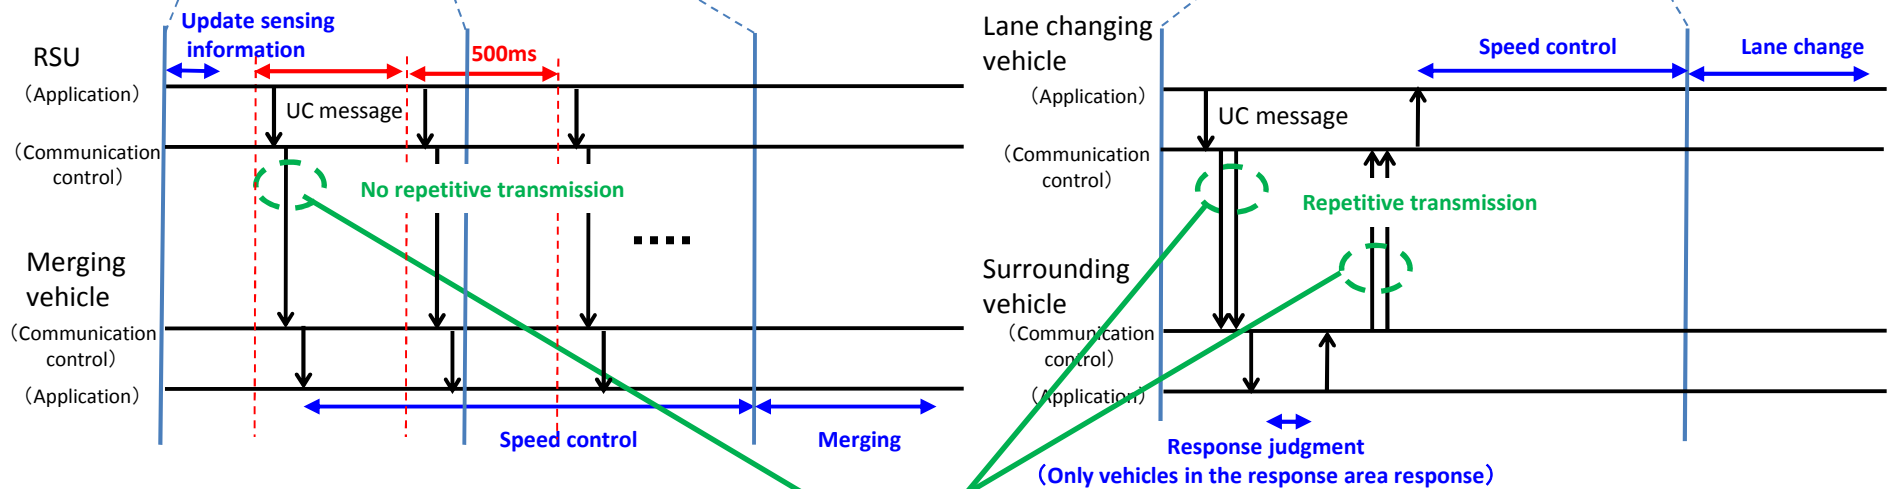 Update sensing
information
RSU
500ms
（Application）
UC message
（Communication
control）
No repetitive transmission
Merging
vehicle
（Communication
control）
（Application）
Speed control
Merging
Lane changing
vehicle
Speed control
Lane change
（Application）
UC message
（Communication
control）
Repetitive transmission
Surrounding
vehicle
（Communication
control）
（Application）
Response judgment
（Only vehicles in the response area response）